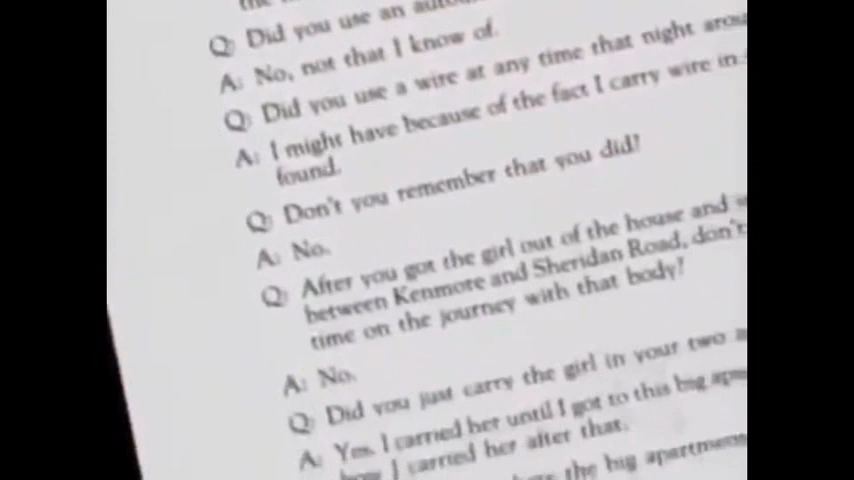 the
Q: Did you use an
A: No, not that I know of.
Q: Did you use a wire at any time that night
A: I might have because of the fact I carry wire in
found.
Q: Don't you remember that you did?
A: No.
Q: After you got the girl out of the house and
between Kenmore and Sheridan Road, don't
time on the journey with that body?
A: No.
Q: Did you just carry the girl in your two
A: Yes. I carried her until I got to this big
how I carried her after that.
the big apartment